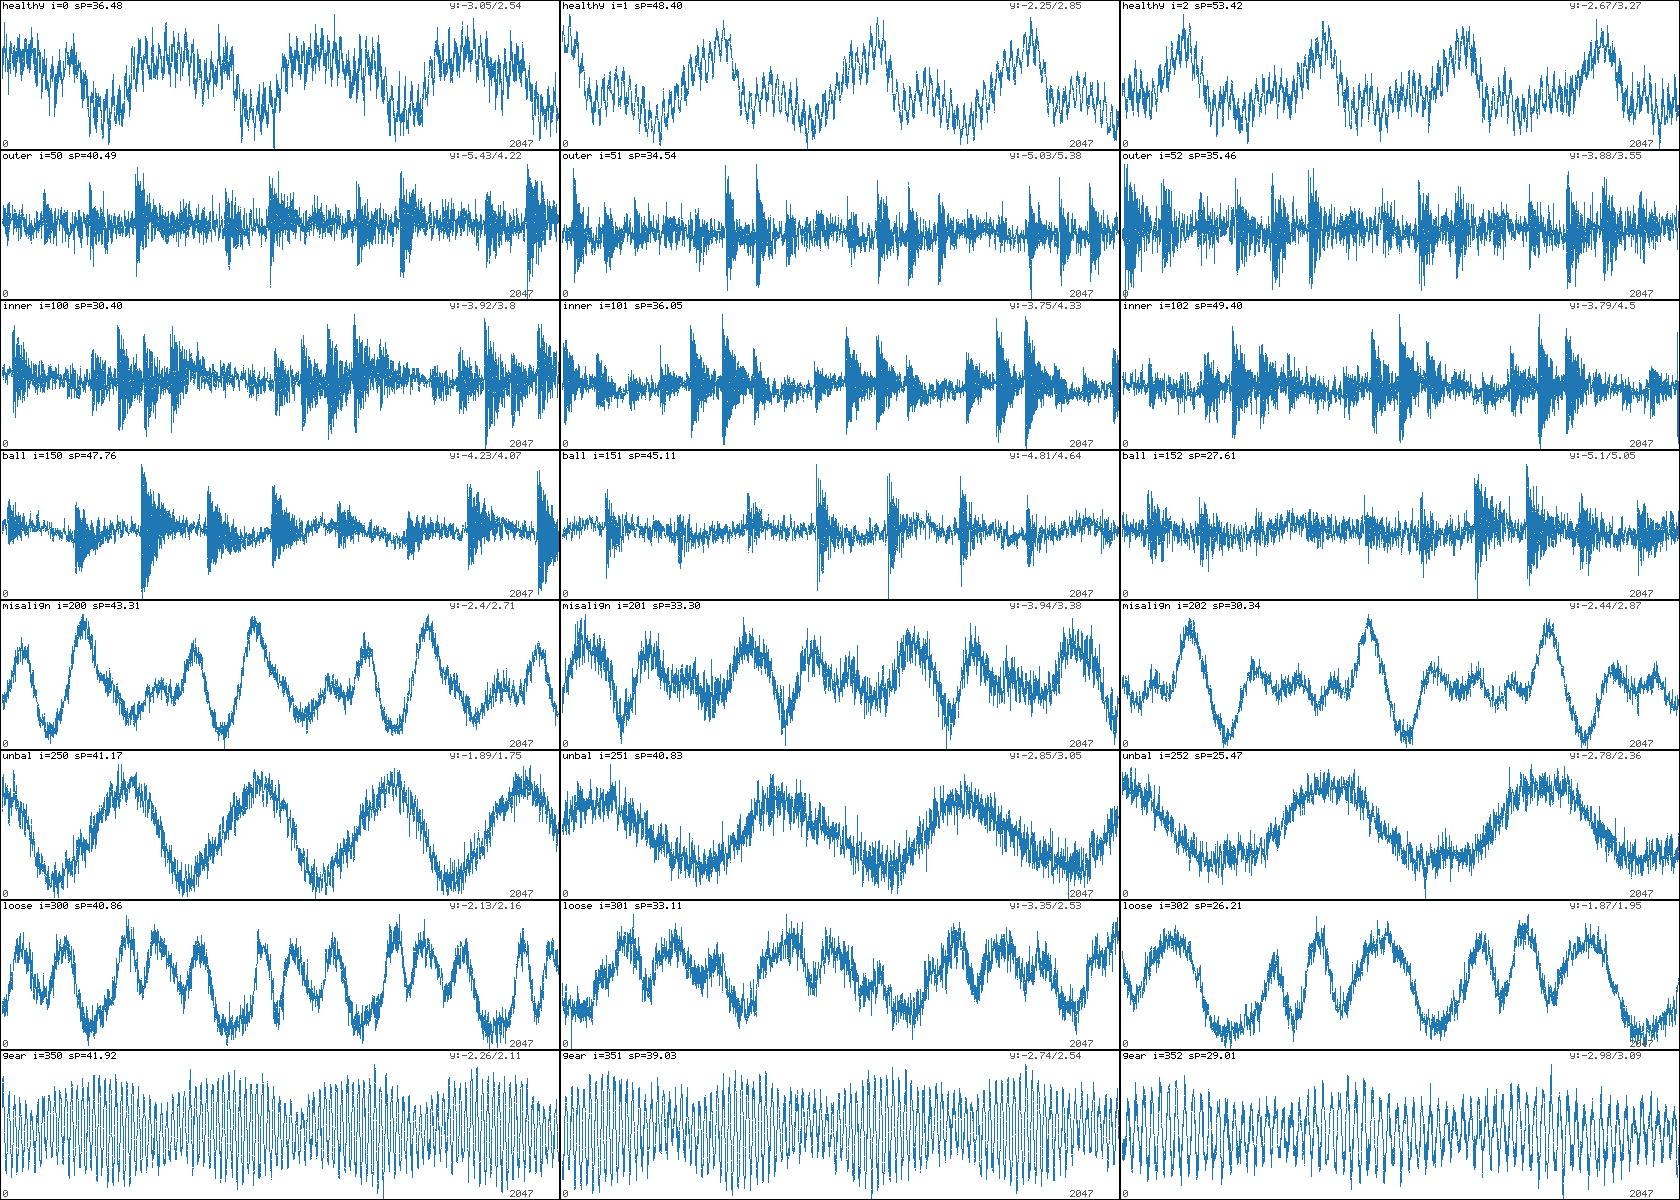 healthy i=0 sP=36.48 y:-3.05/2.54
0 2047
healthy i=1 sP=48.40 y:-2.25/2.85
0 2047
healthy i=2 sP=53.42 y:-2.67/3.27
0 2047
outer i=50 sP=40.49 y:-5.43/4.22
0 2047
outer i=51 sP=34.54 y:-5.03/5.38
0 2047
outer i=52 sP=35.46 y:-3.88/3.55
0 2047
inner i=100 sP=30.40 y:-3.92/3.8
0 2047
inner i=101 sP=36.05 y:-3.75/4.33
0 2047
inner i=102 sP=49.40 y:-3.79/4.5
0 2047
ball i=150 sP=47.76 y:-4.23/4.07
0 2047
ball i=151 sP=45.11 y:-4.81/4.64
0 2047
ball i=152 sP=27.61 y:-5.1/5.05
0 2047
misalign i=200 sP=43.31 y:-2.4/2.71
0 2047
misalign i=201 sP=33.30 y:-3.94/3.38
0 2047
misalign i=202 sP=30.34 y:-2.44/2.87
0 2047
unbal i=250 sP=41.17 y:-1.89/1.75
0 2047
unbal i=251 sP=40.83 y:-2.85/3.05
0 2047
unbal i=252 sP=25.47 y:-2.78/2.36
0 2047
loose i=300 sP=40.86 y:-2.13/2.16
0 2047
loose i=301 sP=33.11 y:-3.35/2.53
0 2047
loose i=302 sP=26.21 y:-1.87/1.95
0 2047
gear i=350 sP=41.92 y:-2.26/2.11
0 2047
gear i=351 sP=39.03 y:-2.74/2.54
0 2047
gear i=352 sP=29.01 y:-2.98/3.09
0 2047